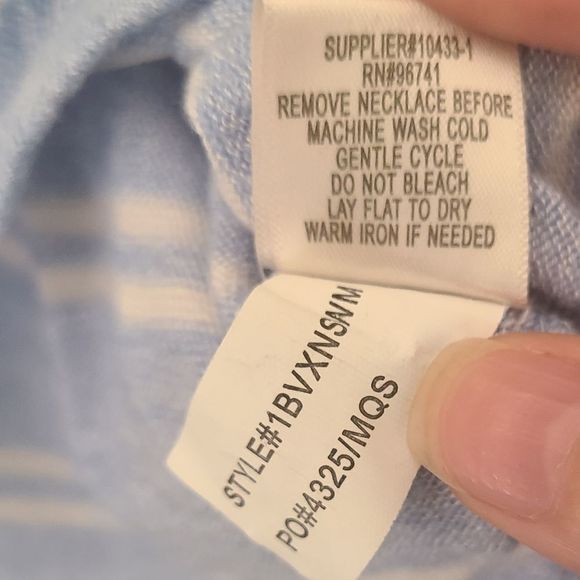 SUPPLIER#10433-1
RN#96741
REMOVE NECKLACE BEFORE
MACHINE WASH COLD
GENTLE CYCLE
DO NOT BLEACH
LAY FLAT TO DRY
WARM IRON IF NEEDED
STYLE#1BVXNSWM
PO#4325/MQS